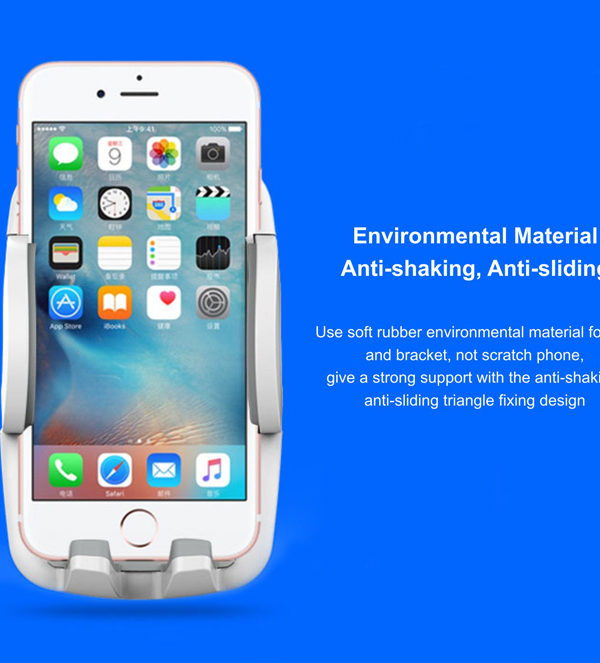 上午9:41
100%
星期三
9
信息
日历
照片
相机
天气
时钟
地图
视频
Wallet
备忘录
提醒事项
股市
App Store
iBooks
健康
设置
电话
Safari
邮件
音乐
Environmental Material
Anti-shaking, Anti-sliding
Use soft rubber environmental material fo
and bracket, not scratch phone,
give a strong support with the anti-shaki
anti-sliding triangle fixing design